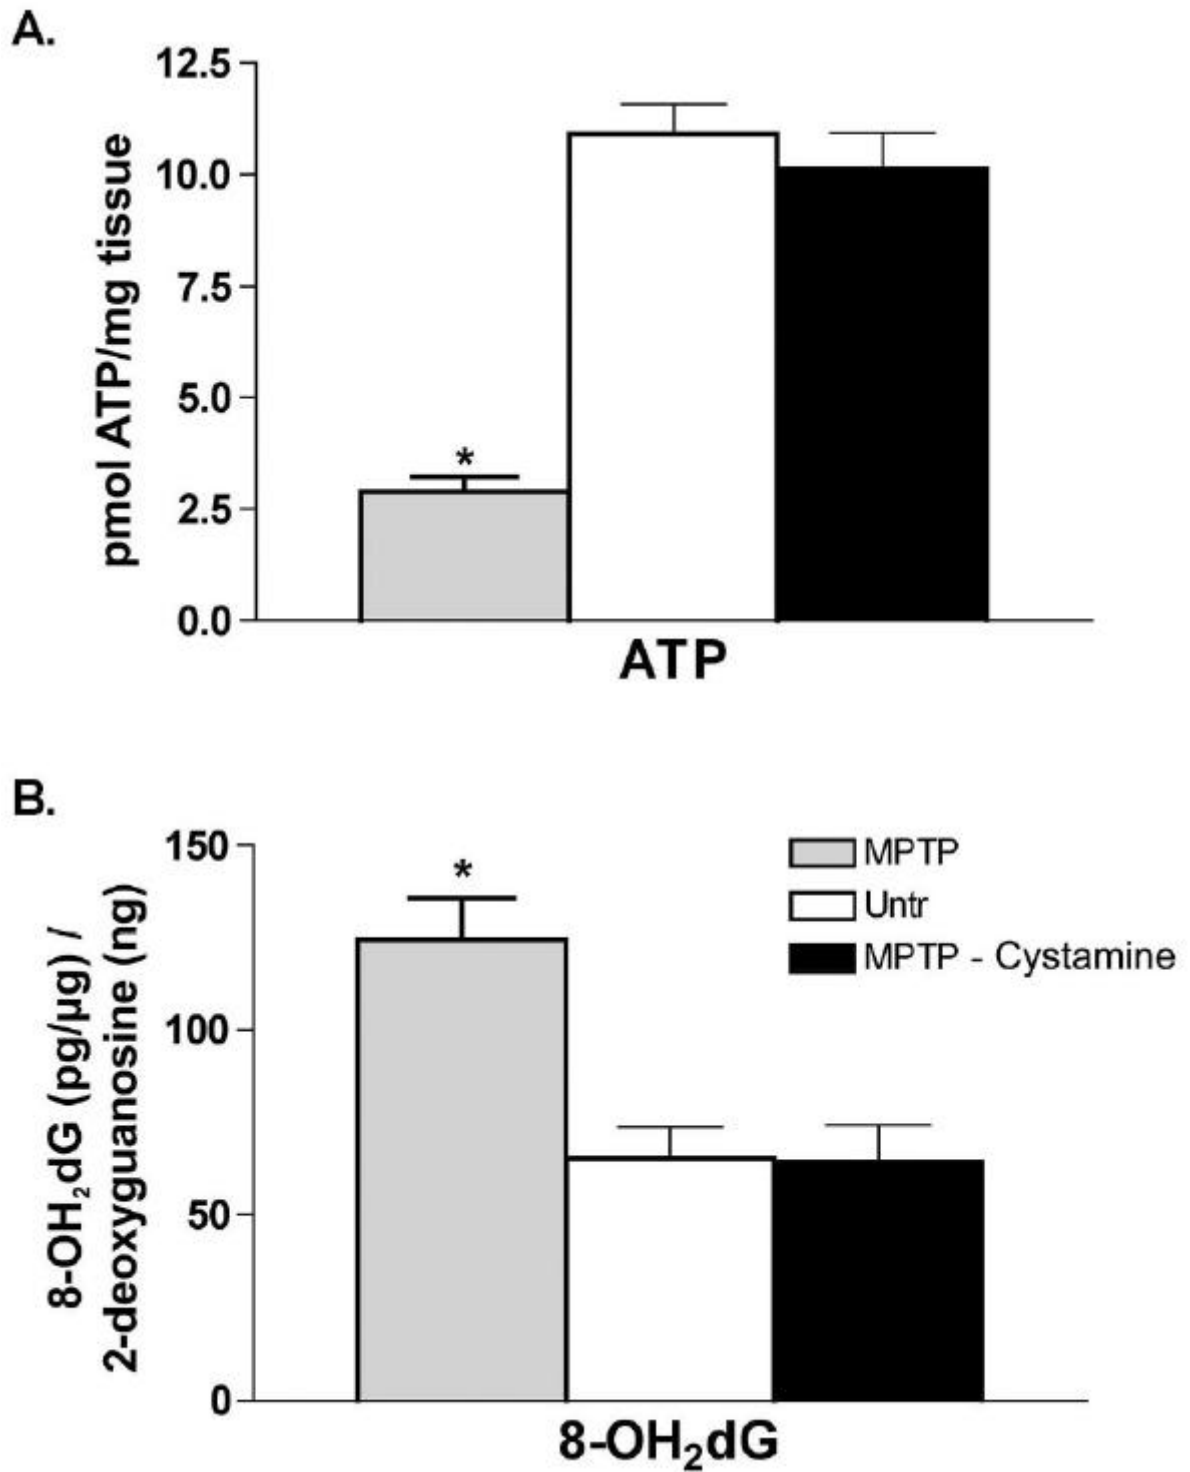 A.
12.5
10.0
7.5
5.0
2.5
0.0
pmol ATP/mg tissue
*
ATP
B.
150
100
50
0
8-OH₂dG (pg/µg) /
2-deoxyguanosine (ng)
*
MPTP
Untr
MPTP - Cystamine
8-OH₂dG